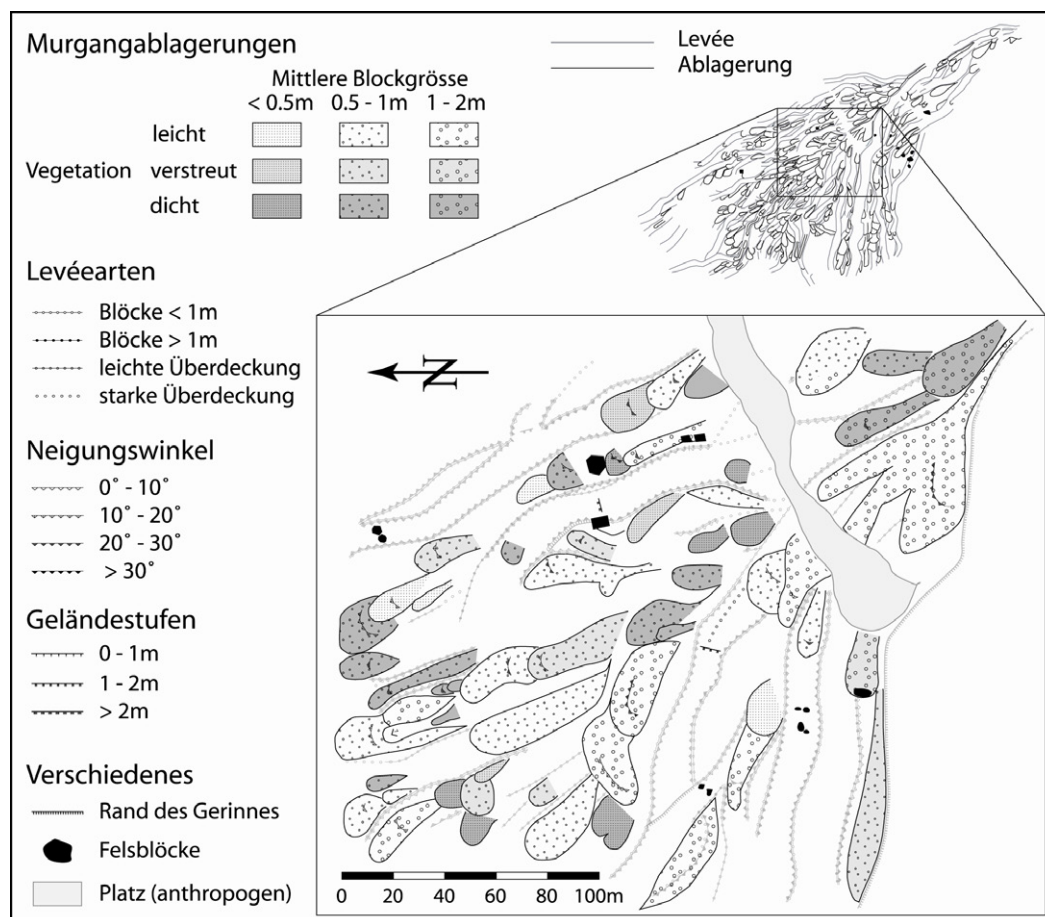 Murgangablagerungen
Mittlere Blockgrösse
< 0.5m 0.5 - 1m 1 - 2m
leicht
Vegetation verstreut
dicht
Levée
Ablagerung
Levéearten
Blöcke < 1m
Blöcke > 1m
leichte Überdeckung
starke Überdeckung
Neigungswinkel
0° - 10°
10° - 20°
20° - 30°
> 30°
Geländestufen
0 - 1m
1 - 2m
> 2m
Verschiedenes
Rand des Gerinnes
Felsblöcke
Platz (anthropogen)
N
0 20 40 60 80 100m